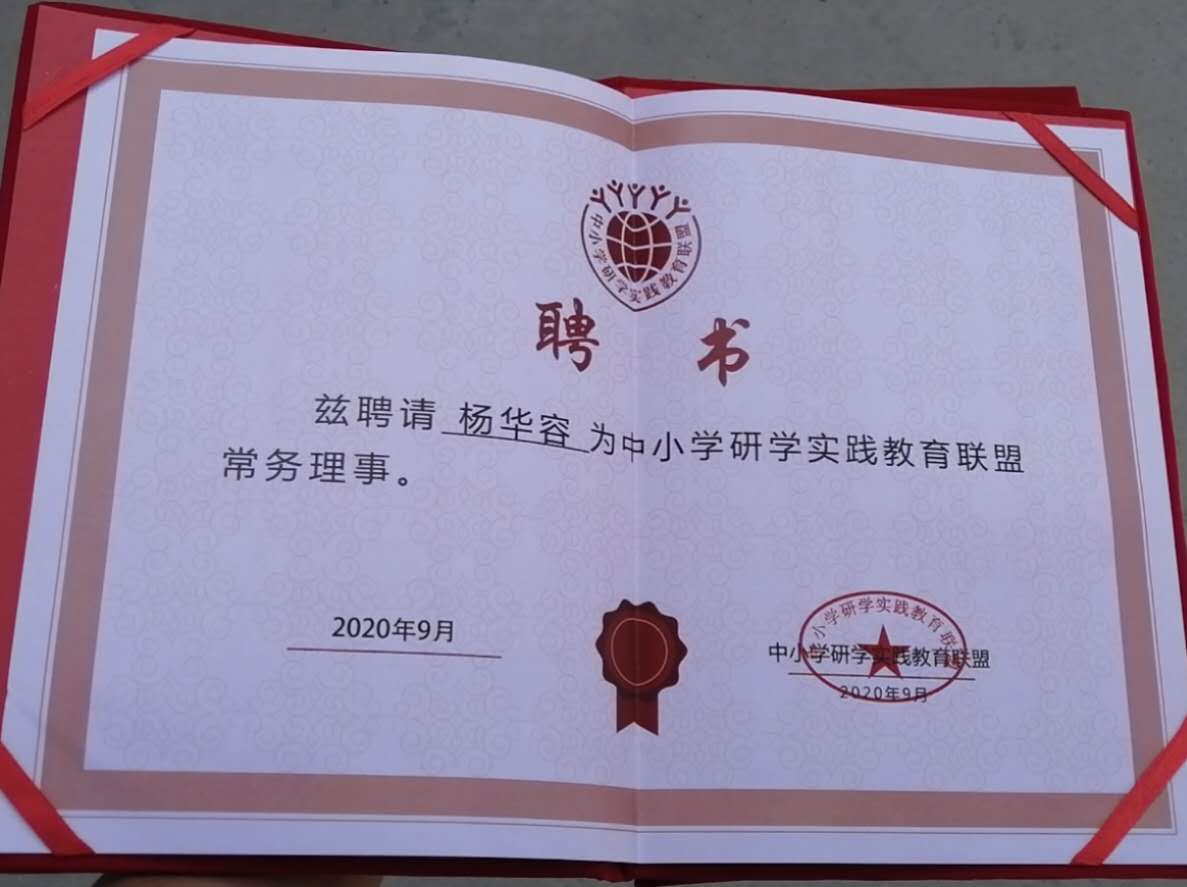 中小学研学实践教育联盟
聘 书
兹聘请 杨华容 为中小学研学实践教育联盟
常务理事。
2020年9月
中小学研学实践教育联盟
中小学研学实践教育联盟
2020年9月